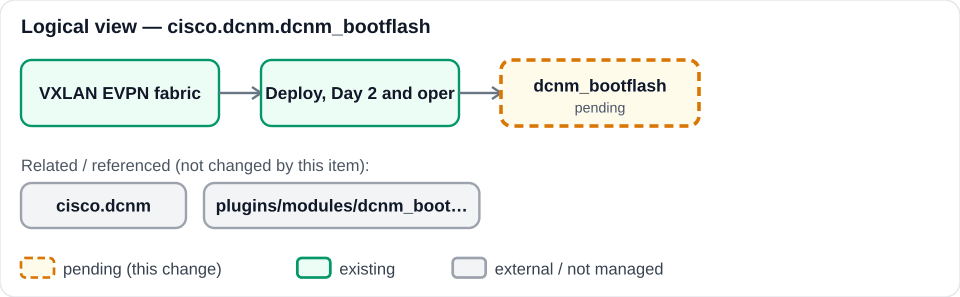 Logical view — cisco.dcnm.dcnm_bootflash
VXLAN EVPN fabric
Deploy, Day 2 and oper
dcnm_bootflash
pending
Related / referenced (not changed by this item):
cisco.dcnm
plugins/modules/dcnm_boot…
pending (this change)
existing
external / not managed